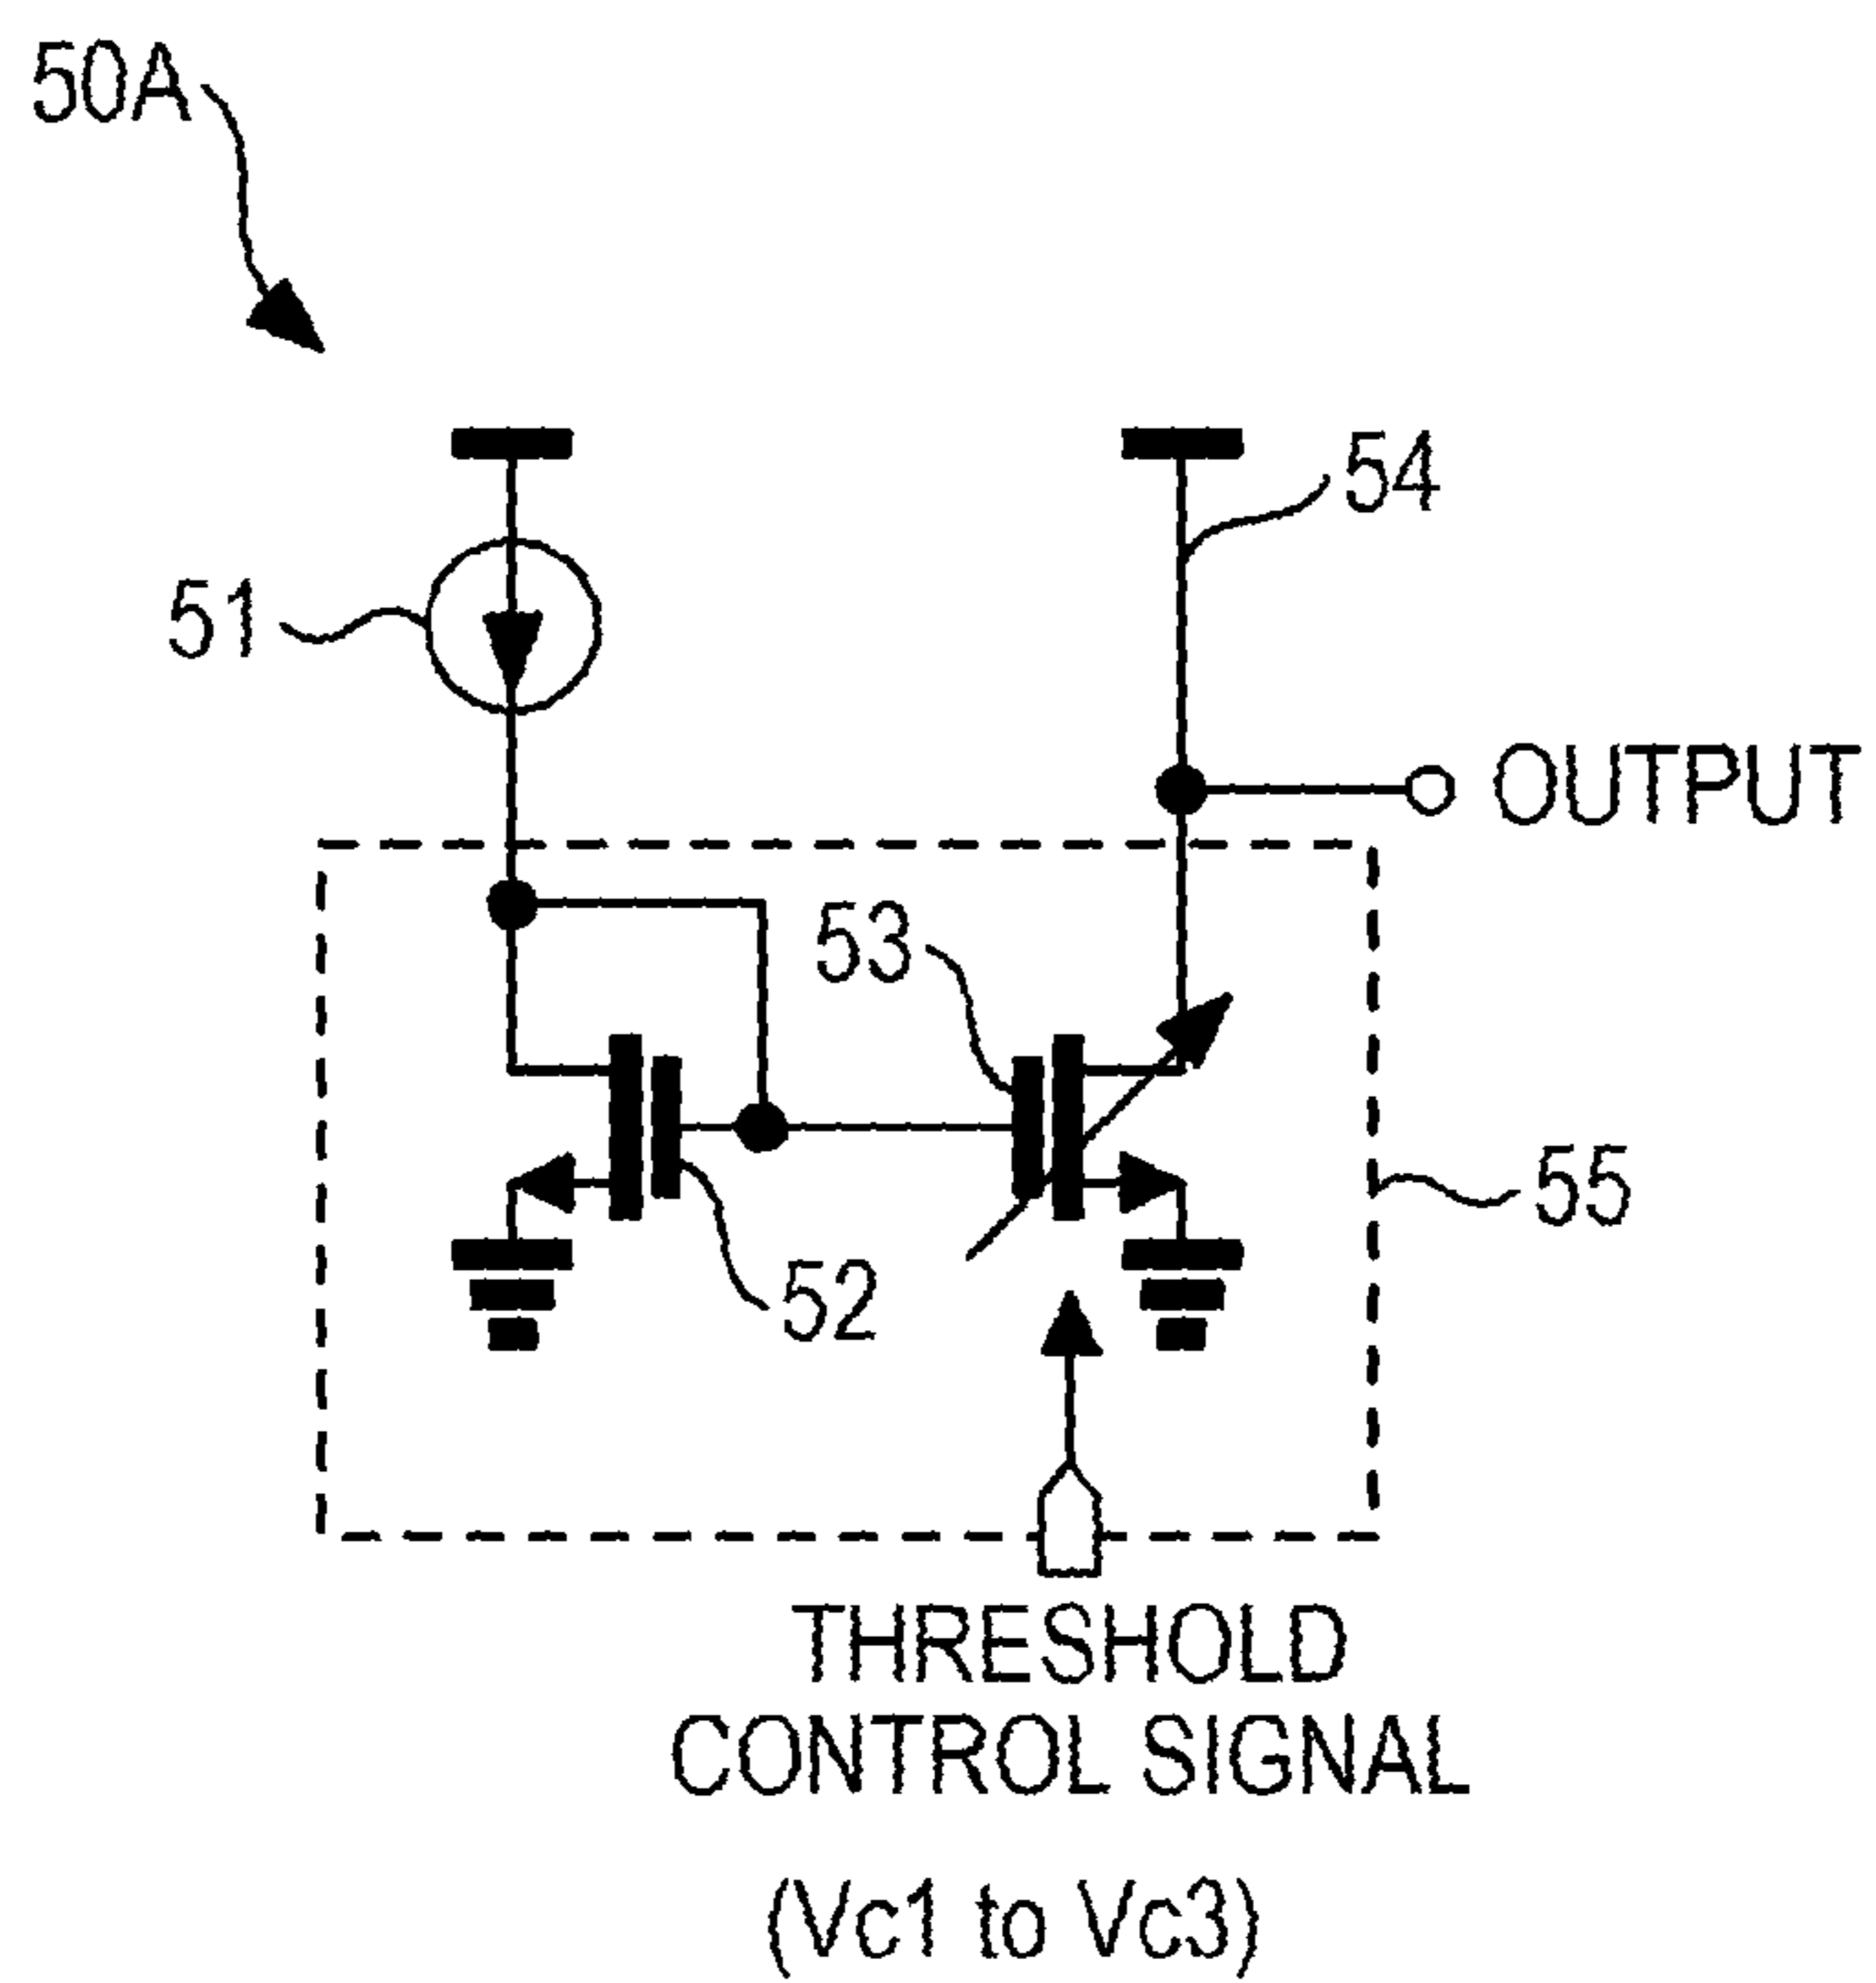 50A
54
51
OUTPUT
53
55
52
THRESHOLD
CONTROL SIGNAL
(Vc1 to Vc3)